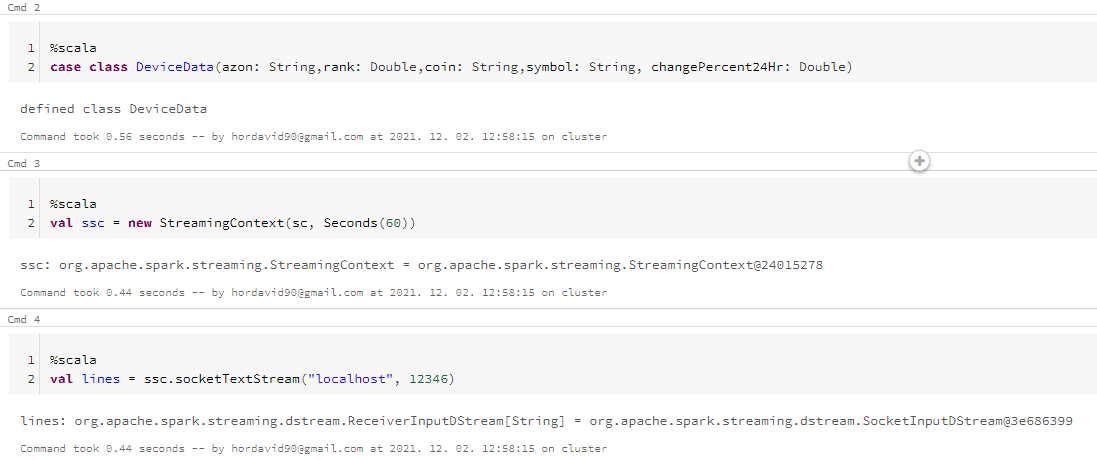 Cmd 2
1 %scala
2 case class DeviceData(azon: String,rank: Double,coin: String,symbol: String, changePercent24Hr: Double)
defined class DeviceData
Command took 0.56 seconds -- by hordavid90@gmail.com at 2021. 12. 02. 12:58:15 on cluster
Cmd 3
1 %scala
2 val ssc = new StreamingContext(sc, Seconds(60))
ssc: org.apache.spark.streaming.StreamingContext = org.apache.spark.streaming.StreamingContext@24015278
Command took 0.44 seconds -- by hordavid90@gmail.com at 2021. 12. 02. 12:58:15 on cluster
Cmd 4
1 %scala
2 val lines = ssc.socketTextStream("localhost", 12346)
lines: org.apache.spark.streaming.dstream.ReceiverInputDStream[String] = org.apache.spark.streaming.dstream.SocketInputDStream@3e686399
Command took 0.44 seconds -- by hordavid90@gmail.com at 2021. 12. 02. 12:58:15 on cluster